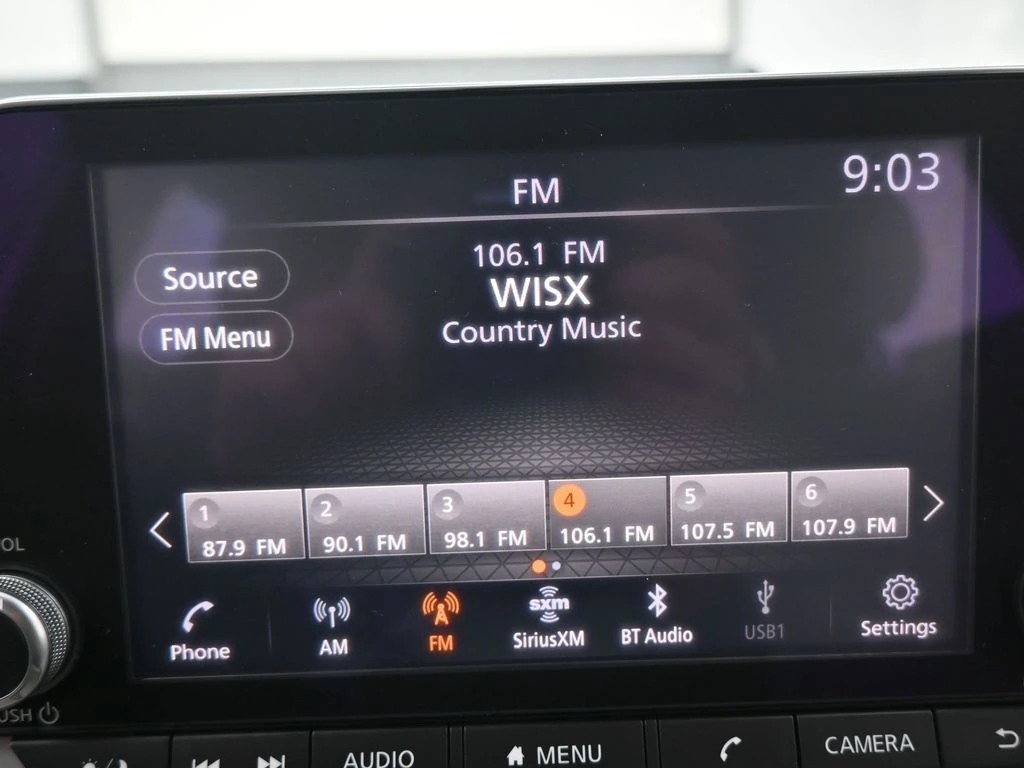 FM
9:03
106.1 FM
Source
WISX
FM Menu
Country Music
1
2
3
4
5
6
87.9 FM
90.1 FM
98.1 FM
106.1 FM
107.5 FM
107.9 FM
OL
Phone
AM
FM
sxm
SiriusXM
BT Audio
USB1
Settings
USH
AUDIO
MENU
CAMERA